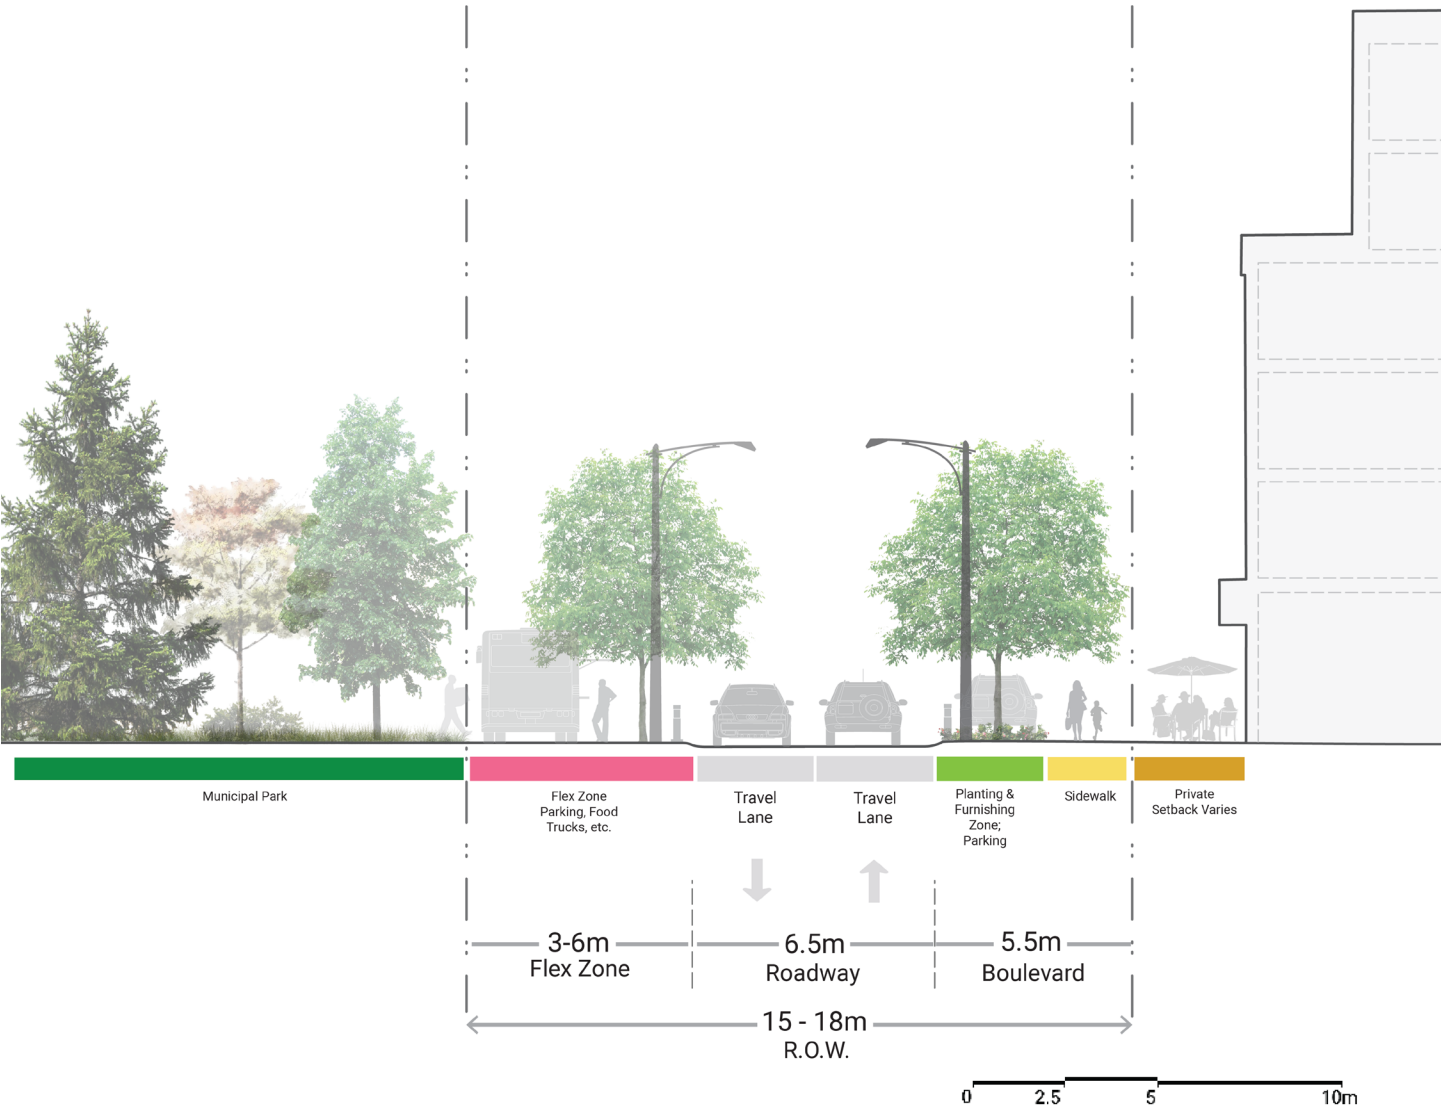 Municipal Park
Flex Zone
Parking, Food
Trucks, etc.
Travel
Lane
Travel
Lane
Planting &
Furnishing
Zone;
Parking
Sidewalk
Private
Setback Varies
3-6m
Flex Zone
6.5m
Roadway
5.5m
Boulevard
15 - 18m
R.O.W.
0 2.5 5 10m